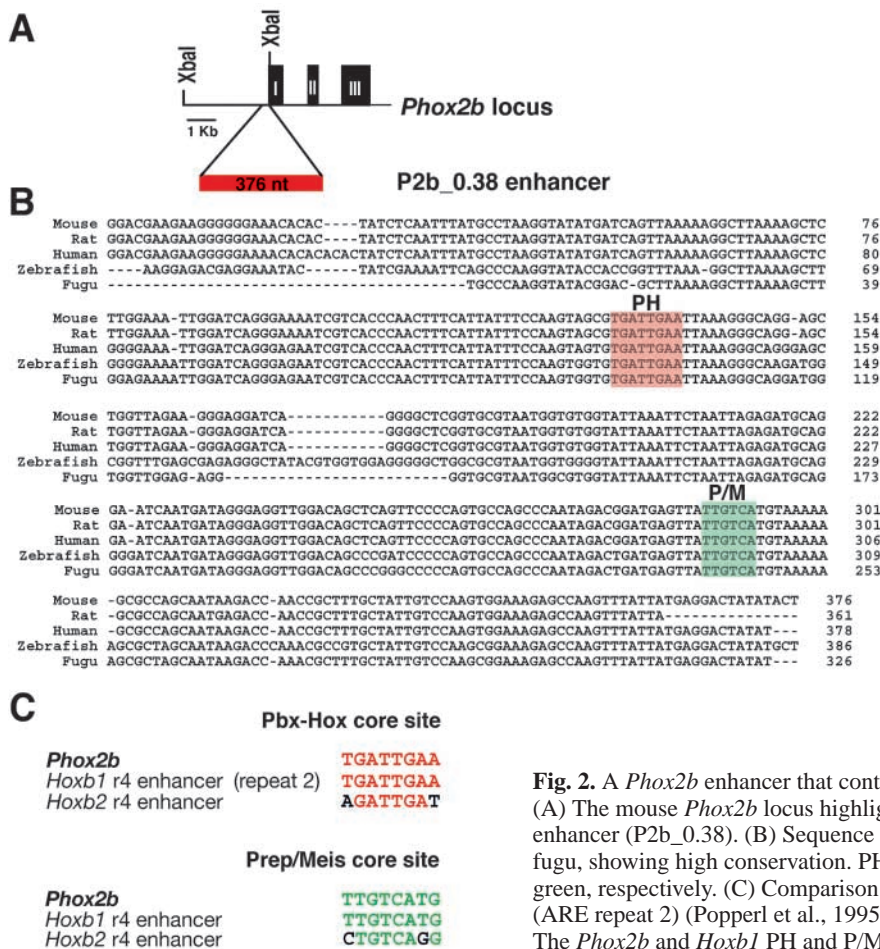 A
XbaI
XbaI
I II III
Phox2b locus
1 Kb
376 nt
P2b_0.38 enhancer
B
Mouse GGACGAAGAAGGGGGGAAACACAC----TATCTCAATTTATGCCTAAGGTATATGATCAGTTAAAAAGGCTTAAAAGCTC 76
Rat GGACGAAGAAGGGGGGAAACACAC----TATCTCAATTTATGCCTAAGGTATATGATCAGTTAAAAAGGCTTAAAAGCTC 76
Human GGACGAAGAAGGGGGAAAACACACACACTATCTCAATTTATGCCTAAGGTATATGATCAGTTAAAAAGGCTTAAAAGCTC 80
Zebrafish ----AAGGAGACGAGGAAATAC------TATCGAAAATTCAGCCCAAGGTATACCACCGGTTTAAA-GGCTTAAAAGCTT 69
Fugu ----------------------------------------TGCCCAAGGTATACGGAC-GCTTAAAAGGCTTAAAAGCTT 39
PH
Mouse TTGGAAA-TTGGATCAGGGAAAATCGTCACCCAACTTTCATTATTTCCAAGTAGCGTGATTGAATTAAAGGGCAGG-AGC 154
Rat TTGGAAA-TTGGATCAGGGAAAATCGTCACCCAACTTTCATTATTTCCAAGTAGCGTGATTGAATTAAAGGGCAGG-AGC 154
Human GGGGAAA-TTGGATCAGGGAGAATCGTCACCCAACTTTCATTATTTCCAAGTAGTGTGATTGAATTAAAGGGCAGGGAGC 159
Zebrafish GGGGAAAATTGGATCAGGGAGAATCGTCACCCAACTTTCATTATTTCCAAGTGGTGTGATTGAATTAAAGGGCAAGATGG 149
Fugu GGAGAAAATTGGATCAGGGAGAATCGTCACCCAACTTTCATTATTTCCAAGTGGTGTGATTGAATTAAAGGGCAGGATGG 119
Mouse TGGTTAGAA-GGGAGGATCA-----------GGGGCTCGGTGCGTAATGGTGTGGTATTAAATTCTAATTAGAGATGCAG 222
Rat TGGTTAGAA-GGGAGGATCA-----------GGGGCTCGGTGCGTAATGGTGTGGTATTAAATTCTAATTAGAGATGCAG 222
Human TGGTTAGAA-GGGAGGATCA-----------GGGGCTCGGTGCGTAATGGTGTGGTATTAAATTCTAATTAGAGATGCAG 227
Zebrafish CGGTTTGAGCGAGAGGGCTATACGTGGTGGAGGGGGCTGGCGCGTAATGGTGTGGGGTATTAAATTCTAATTAGAGATGCAG 229
Fugu TGGTTGGAG-AGG------------------------GGTGCGTAATGGCGTGGTATTAAATTCTAATTAGAGATGCAG 173
P/M
Mouse GA-ATCAATGATAGGGAGGTTGGACAGCTCAGTTCCCCAGTGCCAGCCCAATAGACGGATGAGTTATTGTCATGTAAAAA 301
Rat GA-ATCAATGATAGGGAGGTTGGACAGCTCAGTTCCCCAGTGCCAGCCCAATAGACGGATGAGTTATTGTCATGTAAAAA 301
Human GA-ATCAATGATAGGGAGGTTGGACAGCTCAGTTCCCCAGTGCCAGCCCAATAGACGGATGAGTTATTGTCATGTAAAAA 306
Zebrafish GGGATCAATGATAGGGAGGTTGGACAGCCCGATCCCCCAGTGCCAGCCCAATAGACTGATGAGTTATTGTCATGTAAAAA 309
Fugu GGGATCAATGATAGGGAGGTTGGACAGCCCGGGCCCCCAGTGCCAGCCCAATAGACTGATGAGTTATTGTCATGTAAAAA 253
Mouse -GCGCCAGCAATAAGACC-AACCGCTTTGCTATTGTCCAAGTGGAAAGAGCCAAGTTTATTATGAGGACTATATACT 376
Rat -GCGCCAGCAATGAGACC-AACCGCTTTGCTATTGTCCAAGTGGAAAGAGCCAAGTTTATTA--------------- 361
Human -GCGCCAGCAATAAGACC-AACCGCTTTGCTATTGTCCAAGTGGAAAGAGCCAAGTTTATTATGAGGACTATAT--- 378
Zebrafish AGCGCTAGCAATAAGACCCAAACGCCGTGCTATTGTCCAAGCGGAAAGAGCCAAGTTTATTATGAGGACTATATGCT 386
Fugu AGCGCTAGCAATAAGACC-AAACGCTTTGCTATTGTCCAAGCGGAAAGAGCCAAGTTTATTATGAGGACTATAT--- 326
C
Pbx-Hox core site
Phox2b TGATTGAA
Hoxb1 r4 enhancer (repeat 2) TGATTGAA
Hoxb2 r4 enhancer AGATTGAT
Prep/Meis core site
Phox2b TTGTCATG
Hoxb1 r4 enhancer TTGTCATG
Hoxb2 r4 enhancer CTGTCAGG
Fig. 2. A Phox2b enhancer that cont
(A) The mouse Phox2b locus highlig
enhancer (P2b_0.38). (B) Sequence
fugu, showing high conservation. PH
green, respectively. (C) Comparison
(ARE repeat 2) (Popperl et al., 1995
The Phox2b and Hoxb1 PH and P/M